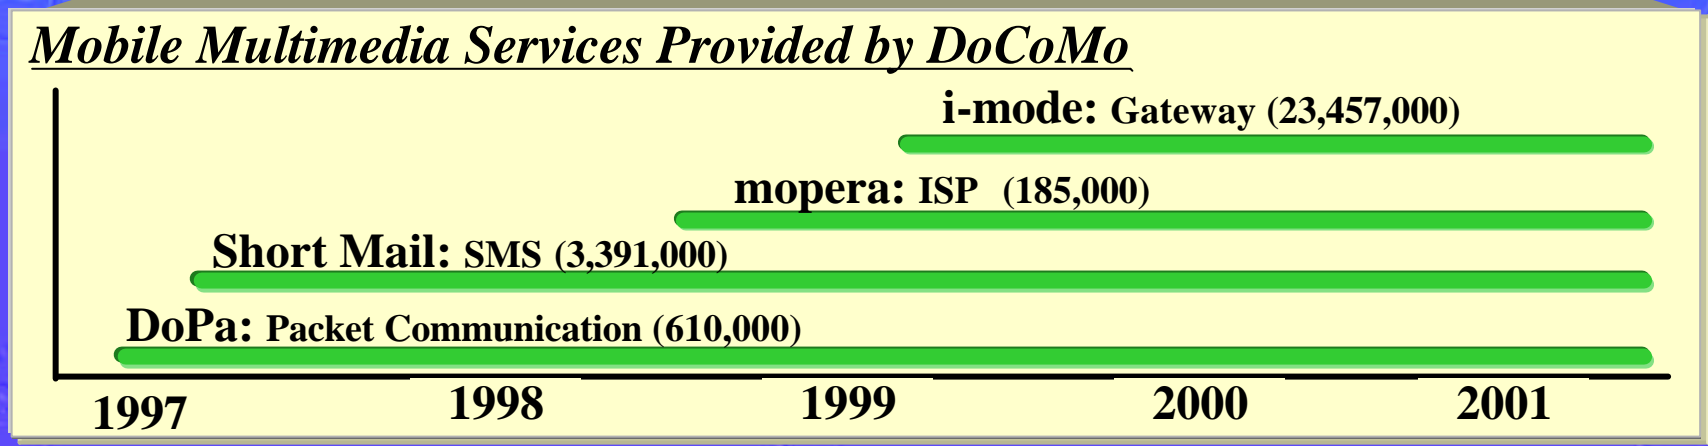 Mobile Multimedia Services Provided by DoCoMo
i-mode: Gateway (23,457,000)
mopera: ISP (185,000)
Short Mail: SMS (3,391,000)
DoPa: Packet Communication (610,000)
1997 1998 1999 2000 2001